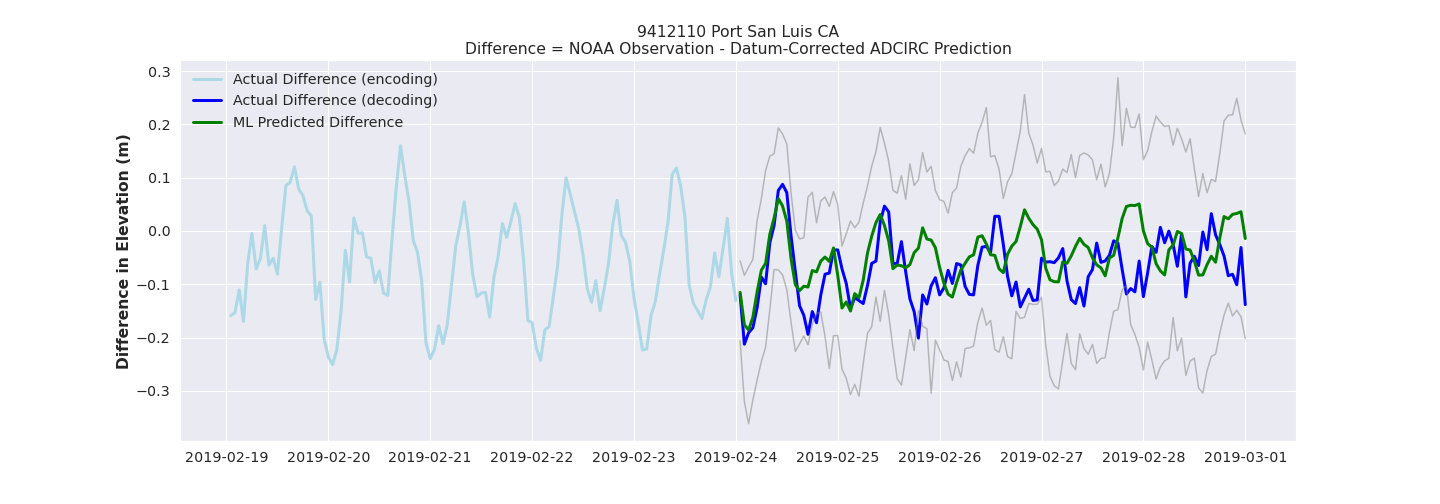 9412110 Port San Luis CA
Difference = NOAA Observation - Datum-Corrected ADCIRC Prediction
Difference in Elevation (m)
0.3
0.2
0.1
0.0
−0.1
−0.2
−0.3
Actual Difference (encoding)
Actual Difference (decoding)
ML Predicted Difference
2019-02-19 2019-02-20 2019-02-21 2019-02-22 2019-02-23 2019-02-24 2019-02-25 2019-02-26 2019-02-27 2019-02-28 2019-03-01